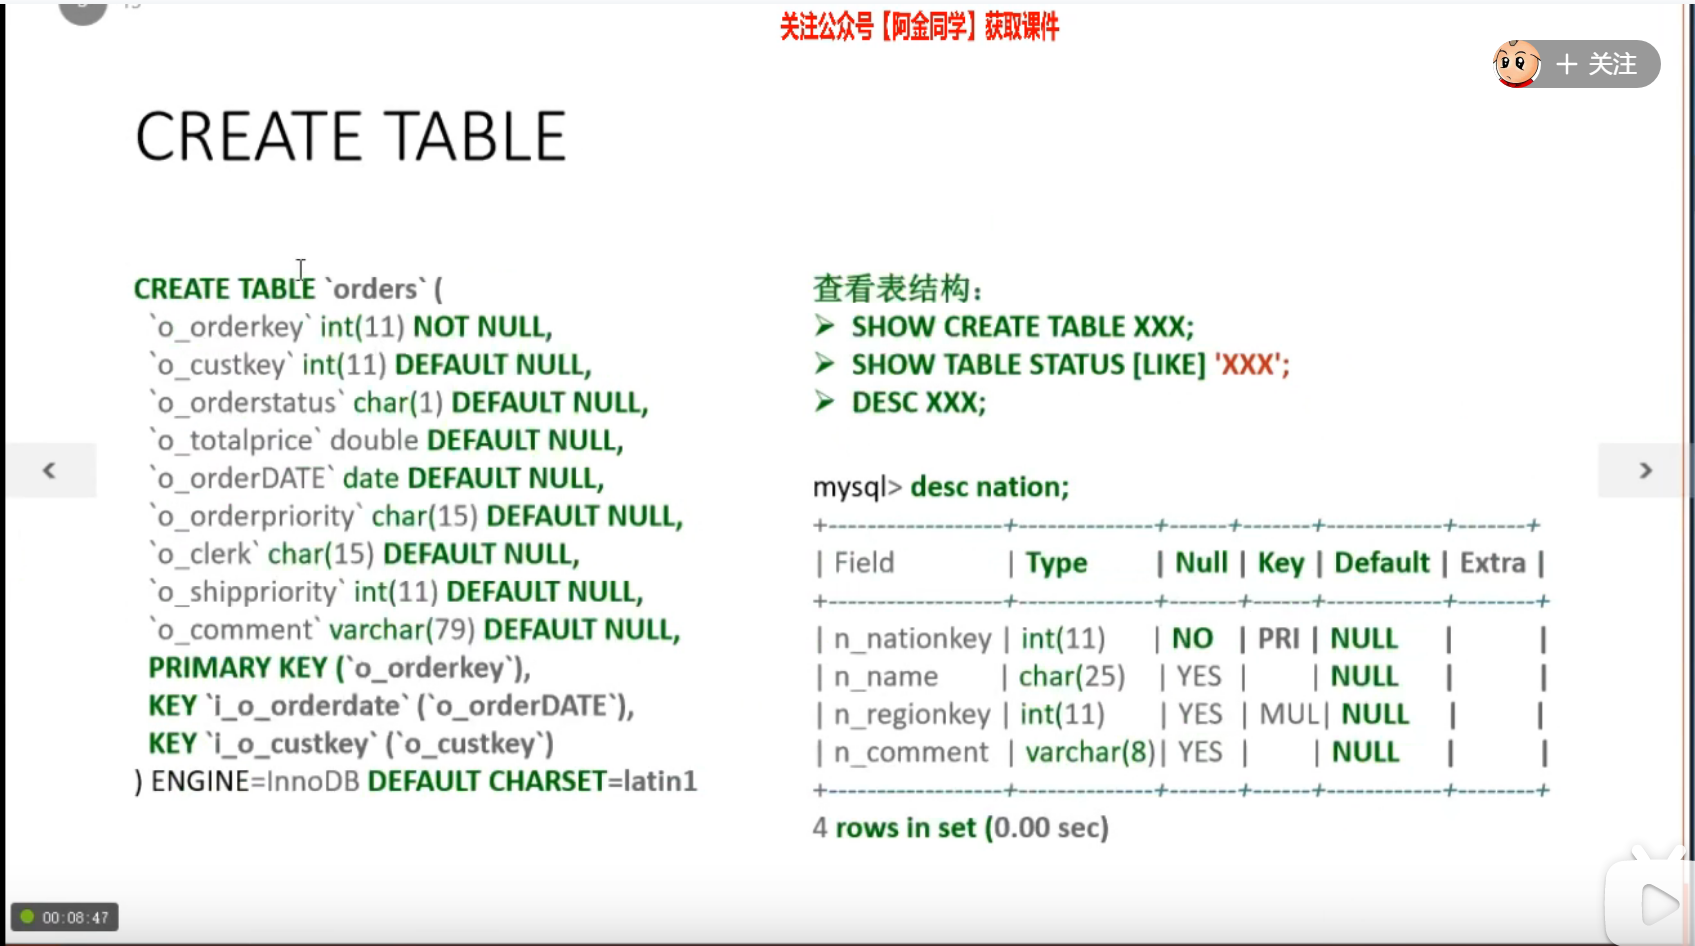 关注公众号【阿金同学】获取课件
+ 关注
CREATE TABLE
CREATE TABLE `orders` (
`o_orderkey` int(11) NOT NULL,
`o_custkey` int(11) DEFAULT NULL,
`o_orderstatus` char(1) DEFAULT NULL,
`o_totalprice` double DEFAULT NULL,
`o_orderDATE` date DEFAULT NULL,
`o_orderpriority` char(15) DEFAULT NULL,
`o_clerk` char(15) DEFAULT NULL,
`o_shippriority` int(11) DEFAULT NULL,
`o_comment` varchar(79) DEFAULT NULL,
PRIMARY KEY (`o_orderkey`),
KEY `i_o_orderdate` (`o_orderDATE`),
KEY `i_o_custkey` (`o_custkey`)
) ENGINE=InnoDB DEFAULT CHARSET=latin1
查看表结构：
➢ SHOW CREATE TABLE XXX;
➢ SHOW TABLE STATUS [LIKE] 'XXX';
➢ DESC XXX;
mysql> desc nation;
+------------------+--------------+------+-------+-------------+-------+
| Field | Type | Null | Key | Default | Extra |
+------------------+--------------+-------+------+-------------+--------+
| n_nationkey | int(11) | NO | PRI | NULL | |
| n_name | char(25) | YES | | NULL | |
| n_regionkey | int(11) | YES | MUL| NULL | |
| n_comment | varchar(8)| YES | | NULL | |
+------------------+--------------+-------+------+-------------+--------+
4 rows in set (0.00 sec)
00:08:47